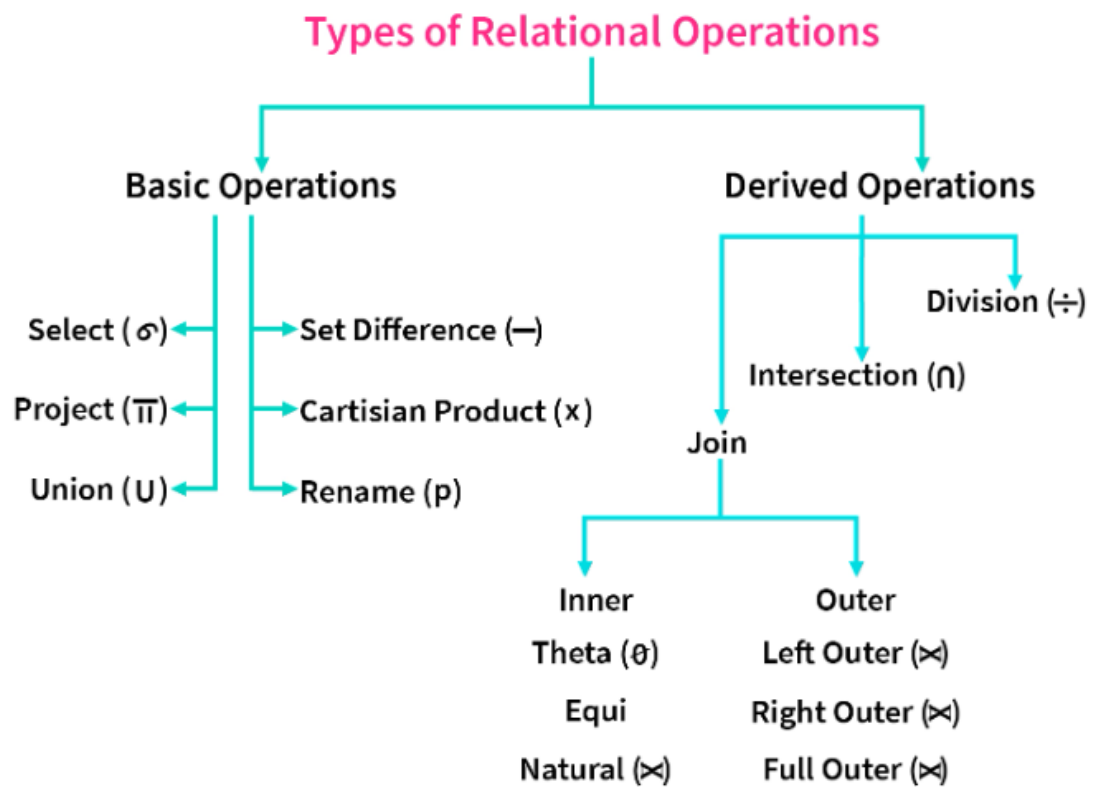 Types of Relational Operations
Basic Operations
Derived Operations
Select (σ)
Set Difference (−)
Project (π)
Cartisian Product (x)
Union (∪)
Rename (p)
Division (÷)
Intersection (∩)
Join
Inner
Outer
Theta (θ)
Left Outer (⋈)
Equi
Right Outer (⋈)
Natural (⋈)
Full Outer (⋈)